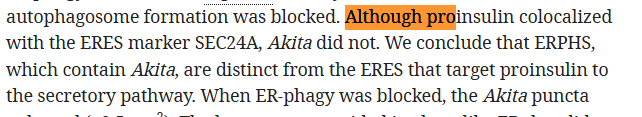 autophagosome formation was blocked. Although proinsulin colocalized
with the ERES marker SEC24A, Akita did not. We conclude that ERPHS,
which contain Akita, are distinct from the ERES that target proinsulin to
the secretory pathway. When ER-phagy was blocked, the Akita puncta